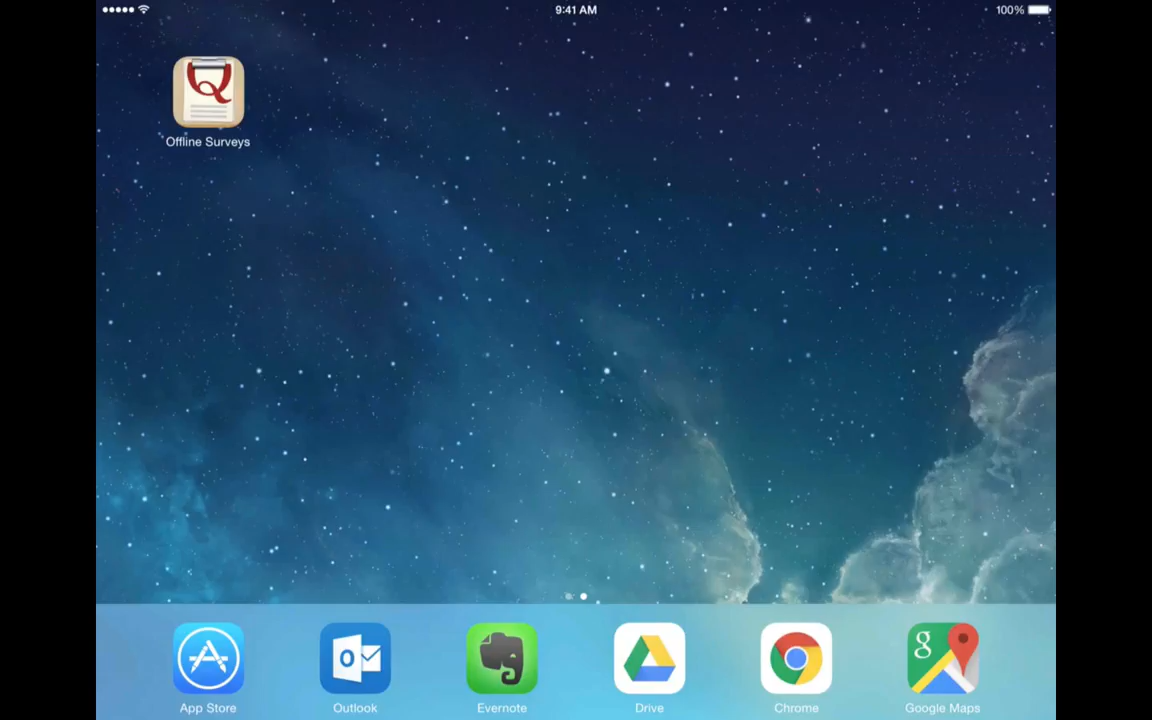 9:41 AM
100%
Q
Offline Surveys
O
g
App Store
Outlook
Evernote
Drive
Chrome
Google Maps